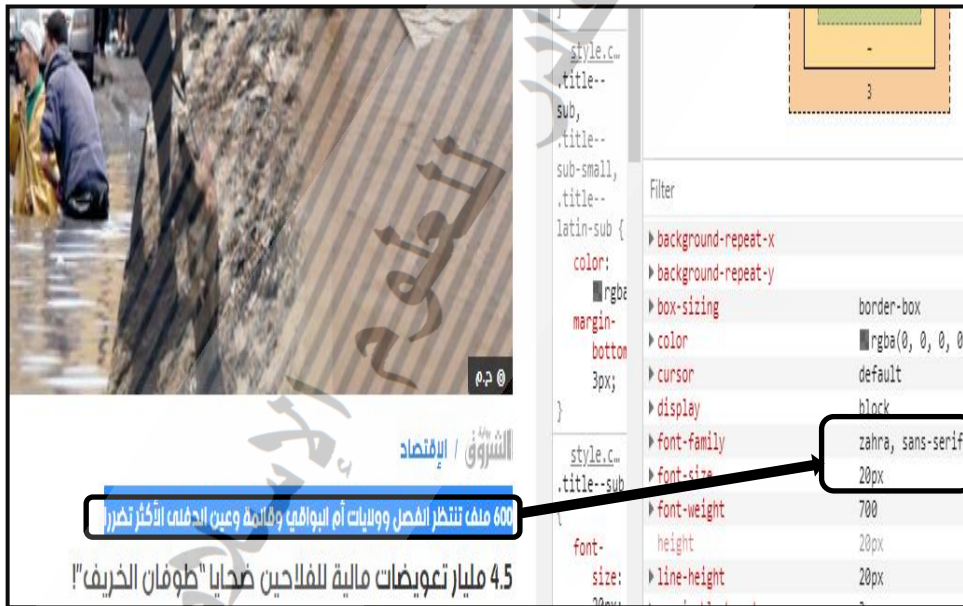 © ح.م
الشروق / الإقتصاد
600 ملف تنتظر الفصل وولايات أم البواقي وقالمة وعين الدفلى الأكثر تضررا
4.5 مليار تعويضات مالية للفلاحين ضحايا "طوفان الخريف"!
}
style.c…
.title--
sub,
.title--
sub-small,
.title--
latin-sub {
color:
rgba
margin-
bottom
3px;
}
style.c…
.title--sub
{
font-
size:
20px;
-
3
Filter
background-repeat-x
background-repeat-y
box-sizing border-box
color rgba(0, 0, 0, 0
cursor default
display block
font-family zahra, sans-serif
font-size 20px
font-weight 700
height 20px
line-height 20px